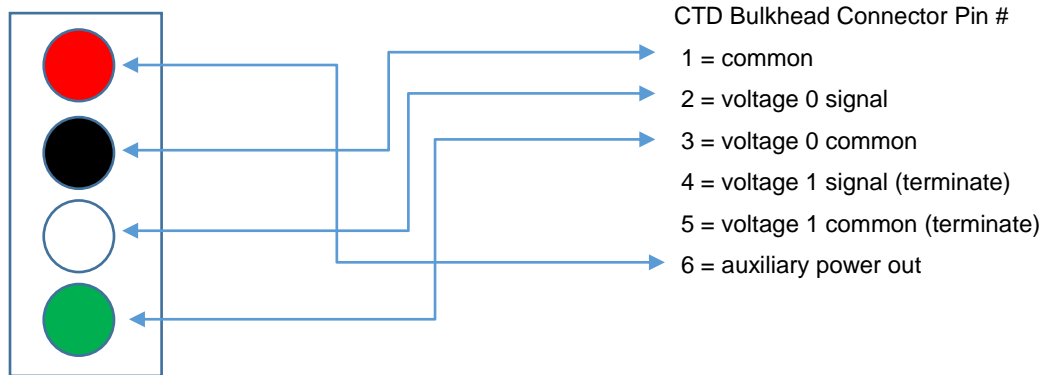 CTD Bulkhead Connector Pin #
1 = common
2 = voltage 0 signal
3 = voltage 0 common
4 = voltage 1 signal (terminate)
5 = voltage 1 common (terminate)
6 = auxiliary power out